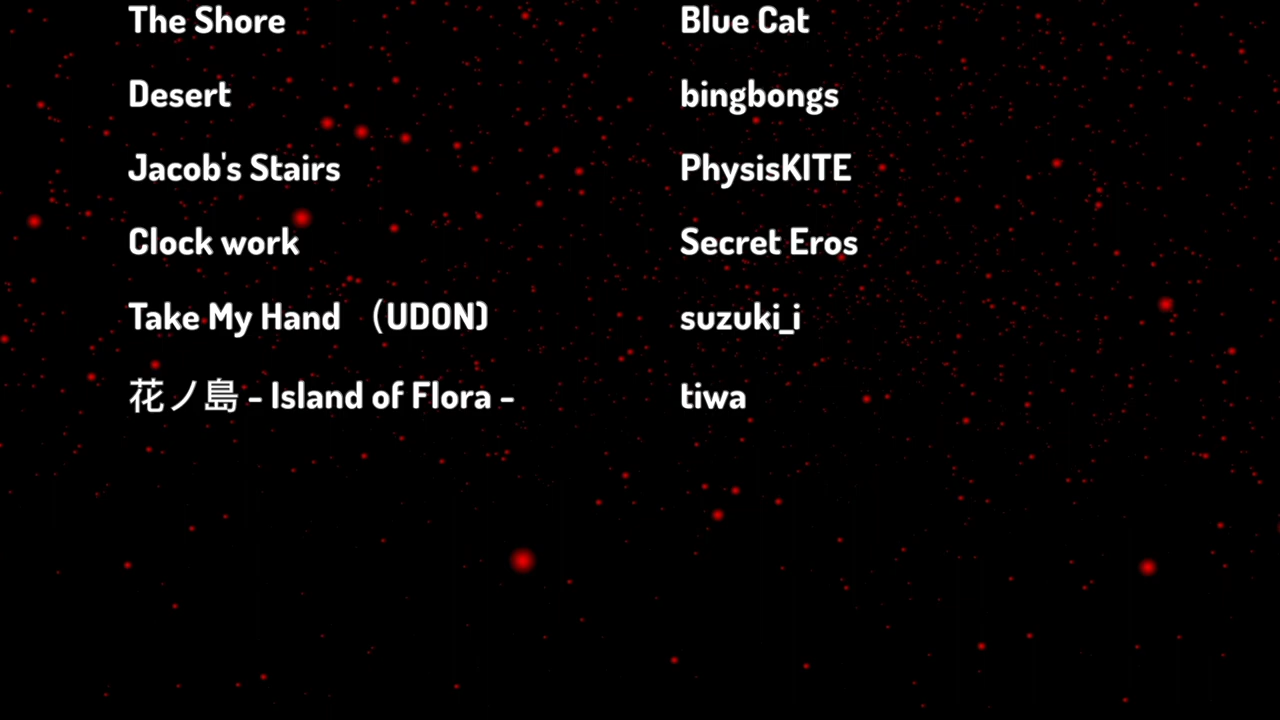 The Shore Blue Cat
Desert bingbongs
Jacob's Stairs PhysisKITE
Clock work Secret Eros
Take My Hand （UDON) suzuki_i
花ノ島 - Island of Flora - tiwa